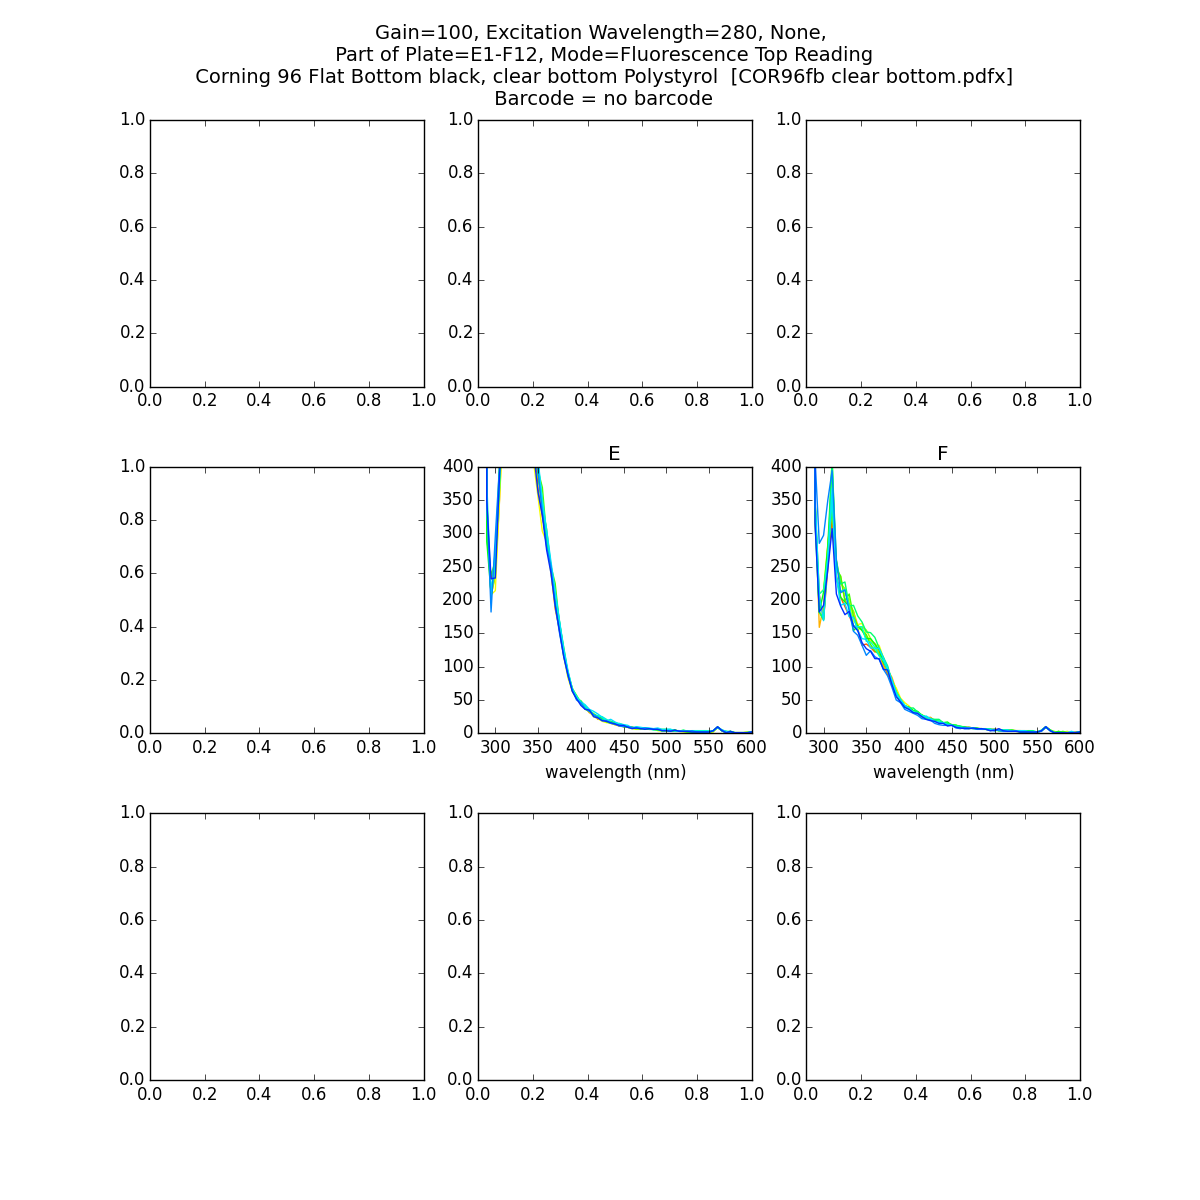 Gain=100, Excitation Wavelength=280, None,
Part of Plate=E1-F12, Mode=Fluorescence Top Reading
Corning 96 Flat Bottom black, clear bottom Polystyrol  [COR96fb clear bottom.pdfx]
Barcode = no barcode
1.0 1.0 1.0
0.8 0.8 0.8
0.6 0.6 0.6
0.4 0.4 0.4
0.2 0.2 0.2
0.0 0.0 0.0
0.0 0.2 0.4 0.6 0.8 1.0 0.0 0.2 0.4 0.6 0.8 1.0 0.0 0.2 0.4 0.6 0.8 1.0
E F
1.0 400 400
350 350
0.8 300 300
0.6 250 250
200 200
0.4 150 150
0.2 100 100
50 50
0.0 0 0
0.0 0.2 0.4 0.6 0.8 1.0 300 350 400 450 500 550 600 300 350 400 450 500 550 600
wavelength (nm) wavelength (nm)
1.0 1.0 1.0
0.8 0.8 0.8
0.6 0.6 0.6
0.4 0.4 0.4
0.2 0.2 0.2
0.0 0.0 0.0
0.0 0.2 0.4 0.6 0.8 1.0 0.0 0.2 0.4 0.6 0.8 1.0 0.0 0.2 0.4 0.6 0.8 1.0